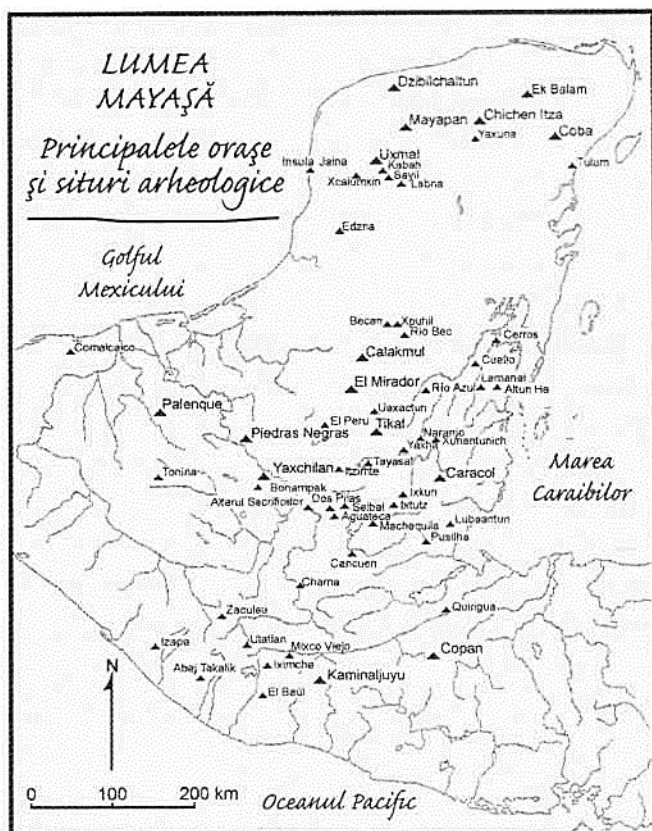 LUMEA
MAYAŞĂ
Principalele oraşe
şi situri arheologice
Dzibilchaltun
Ek Balam
Mayapan
Chichen Itza
Yaxuna
Coba
Uxmal
Insula Jaina
Kabah
Tulum
Xcalumkin
Sayil
Labna
Edzna
Golful
Mexicului
Becan
Xpuhil
Rio Bec
Cerros
Comalcalco
Calakmul
Cuello
El Mirador
Rio Azul
Lamanai
Altun Ha
Palenque
Uaxactun
El Peru
Tikal
Piedras Negras
Naranjo
Xunantunich
Yaxha
Marea
Caraibilor
Tonina
Yaxchilan
Tayasal
Caracol
Bonampak
Altarul Sacrificiilor
Dos Pilas
Seibal
Ixkun
Ixtutz
Aguateca
Machaquila
Lubaantun
Pusilha
Cancuen
Chama
Zaculeu
Quirigua
Izapa
Utatlan
Mixco Viejo
Copan
N
Abaj Takalik
Iximche
Kaminaljuyu
El Baúl
0 100 200 km
Oceanul Pacific